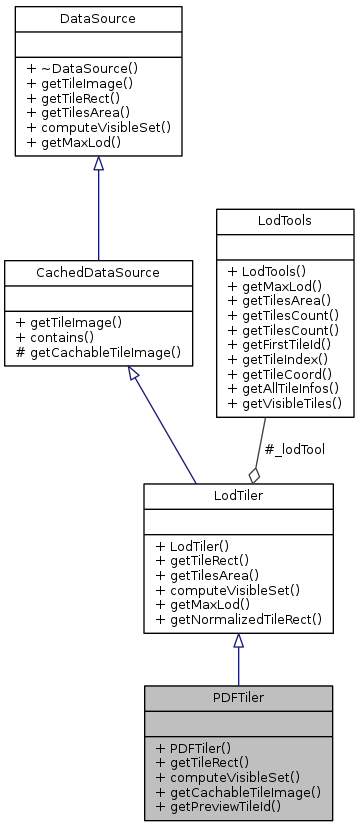 DataSource
+ ~DataSource()
+ getTileImage()
+ getTileRect()
+ getTilesArea()
+ computeVisibleSet()
+ getMaxLod()
LodTools
+ LodTools()
+ getMaxLod()
+ getTilesArea()
+ getTilesCount()
+ getTilesCount()
+ getFirstTileId()
+ getTileIndex()
+ getTileCoord()
+ getAllTileInfos()
+ getVisibleTiles()
CachedDataSource
+ getTileImage()
+ contains()
# getCachableTileImage()
#_lodTool
LodTiler
+ LodTiler()
+ getTileRect()
+ getTilesArea()
+ computeVisibleSet()
+ getMaxLod()
+ getNormalizedTileRect()
PDFTiler
+ PDFTiler()
+ getTileRect()
+ computeVisibleSet()
+ getCachableTileImage()
+ getPreviewTileId()